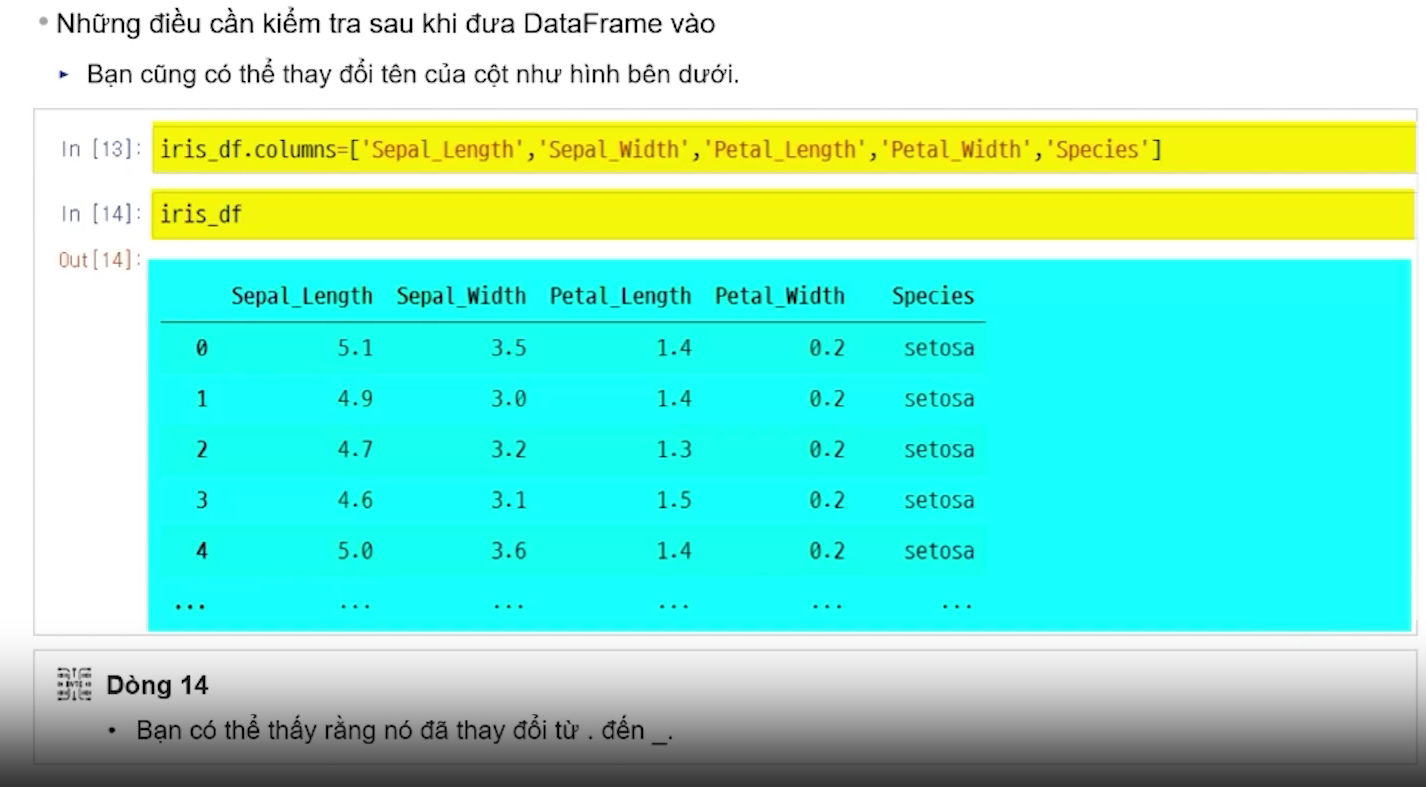 • Những điều cần kiểm tra sau khi đưa DataFrame vào
► Bạn cũng có thể thay đổi tên của cột như hình bên dưới.
In [13]: iris_df.columns=['Sepal_Length','Sepal_Width','Petal_Length','Petal_Width','Species']
In [14]: iris_df
Out[14]:
Sepal_Length Sepal_Width Petal_Length Petal_Width Species
0 5.1 3.5 1.4 0.2 setosa
1 4.9 3.0 1.4 0.2 setosa
2 4.7 3.2 1.3 0.2 setosa
3 4.6 3.1 1.5 0.2 setosa
4 5.0 3.6 1.4 0.2 setosa
... ... ... ... ... ...
Dòng 14
• Bạn có thể thấy rằng nó đã thay đổi từ . đến _.